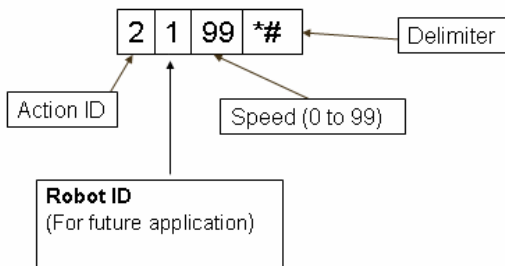 2 1 99 *#
Delimiter
Action ID
Speed (0 to 99)
Robot ID
(For future application)